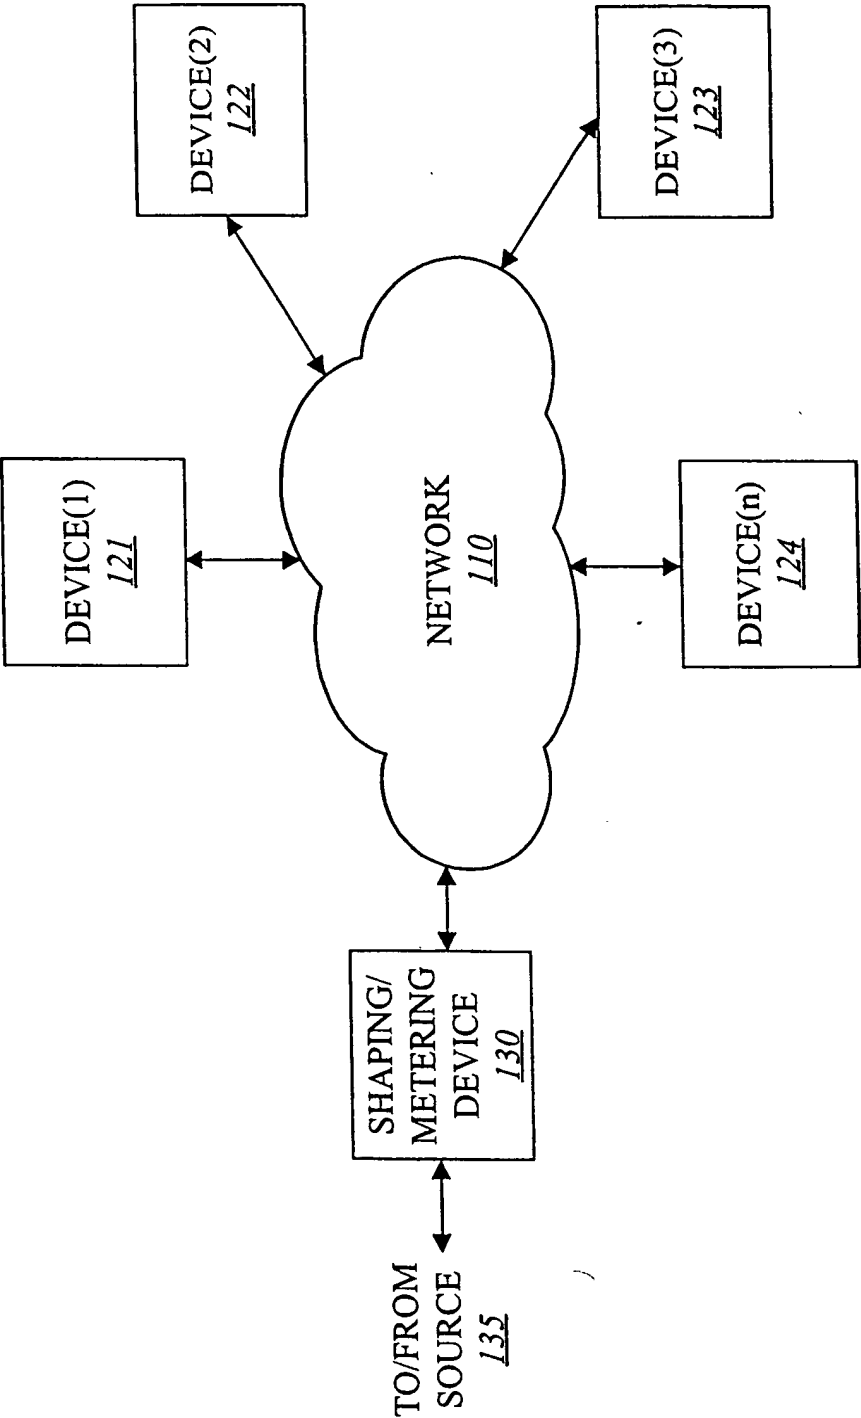 DEVICE(1)
121
DEVICE(2)
122
TO/FROM
SOURCE
135
SHAPING/
METERING
DEVICE
130
NETWORK
110
DEVICE(n)
124
DEVICE(3)
123